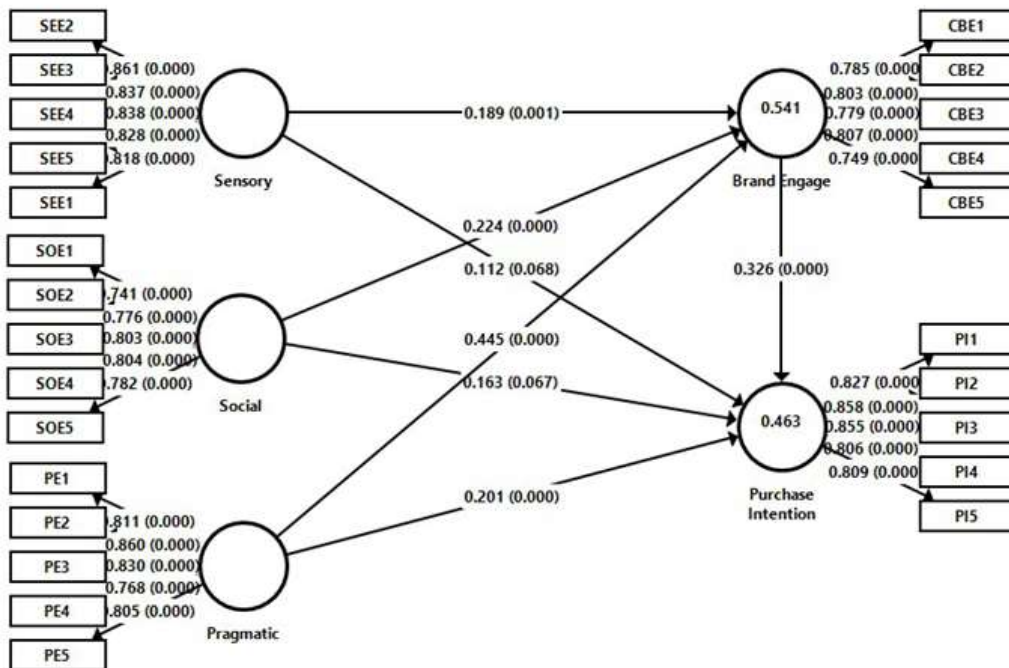 SEE2
SEE3
SEE4
SEE5
SEE1
0.861 (0.000)
0.837 (0.000)
0.838 (0.000)
0.828 (0.000)
0.818 (0.000)
Sensory
SOE1
SOE2
SOE3
SOE4
SOE5
0.741 (0.000)
0.776 (0.000)
0.803 (0.000)
0.804 (0.000)
0.782 (0.000)
Social
PE1
PE2
PE3
PE4
PE5
0.811 (0.000)
0.860 (0.000)
0.830 (0.000)
0.768 (0.000)
0.805 (0.000)
Pragmatic
0.189 (0.001)
0.224 (0.000)
0.112 (0.068)
0.445 (0.000)
0.163 (0.067)
0.201 (0.000)
0.326 (0.000)
0.541
Brand Engage
0.785 (0.000
0.803 (0.000)
0.779 (0.000)
0.807 (0.000)
0.749 (0.000
CBE1
CBE2
CBE3
CBE4
CBE5
0.463
Purchase
Intention
0.827 (0.000
0.858 (0.000)
0.855 (0.000)
0.806 (0.000)
0.809 (0.000
PI1
PI2
PI3
PI4
PI5